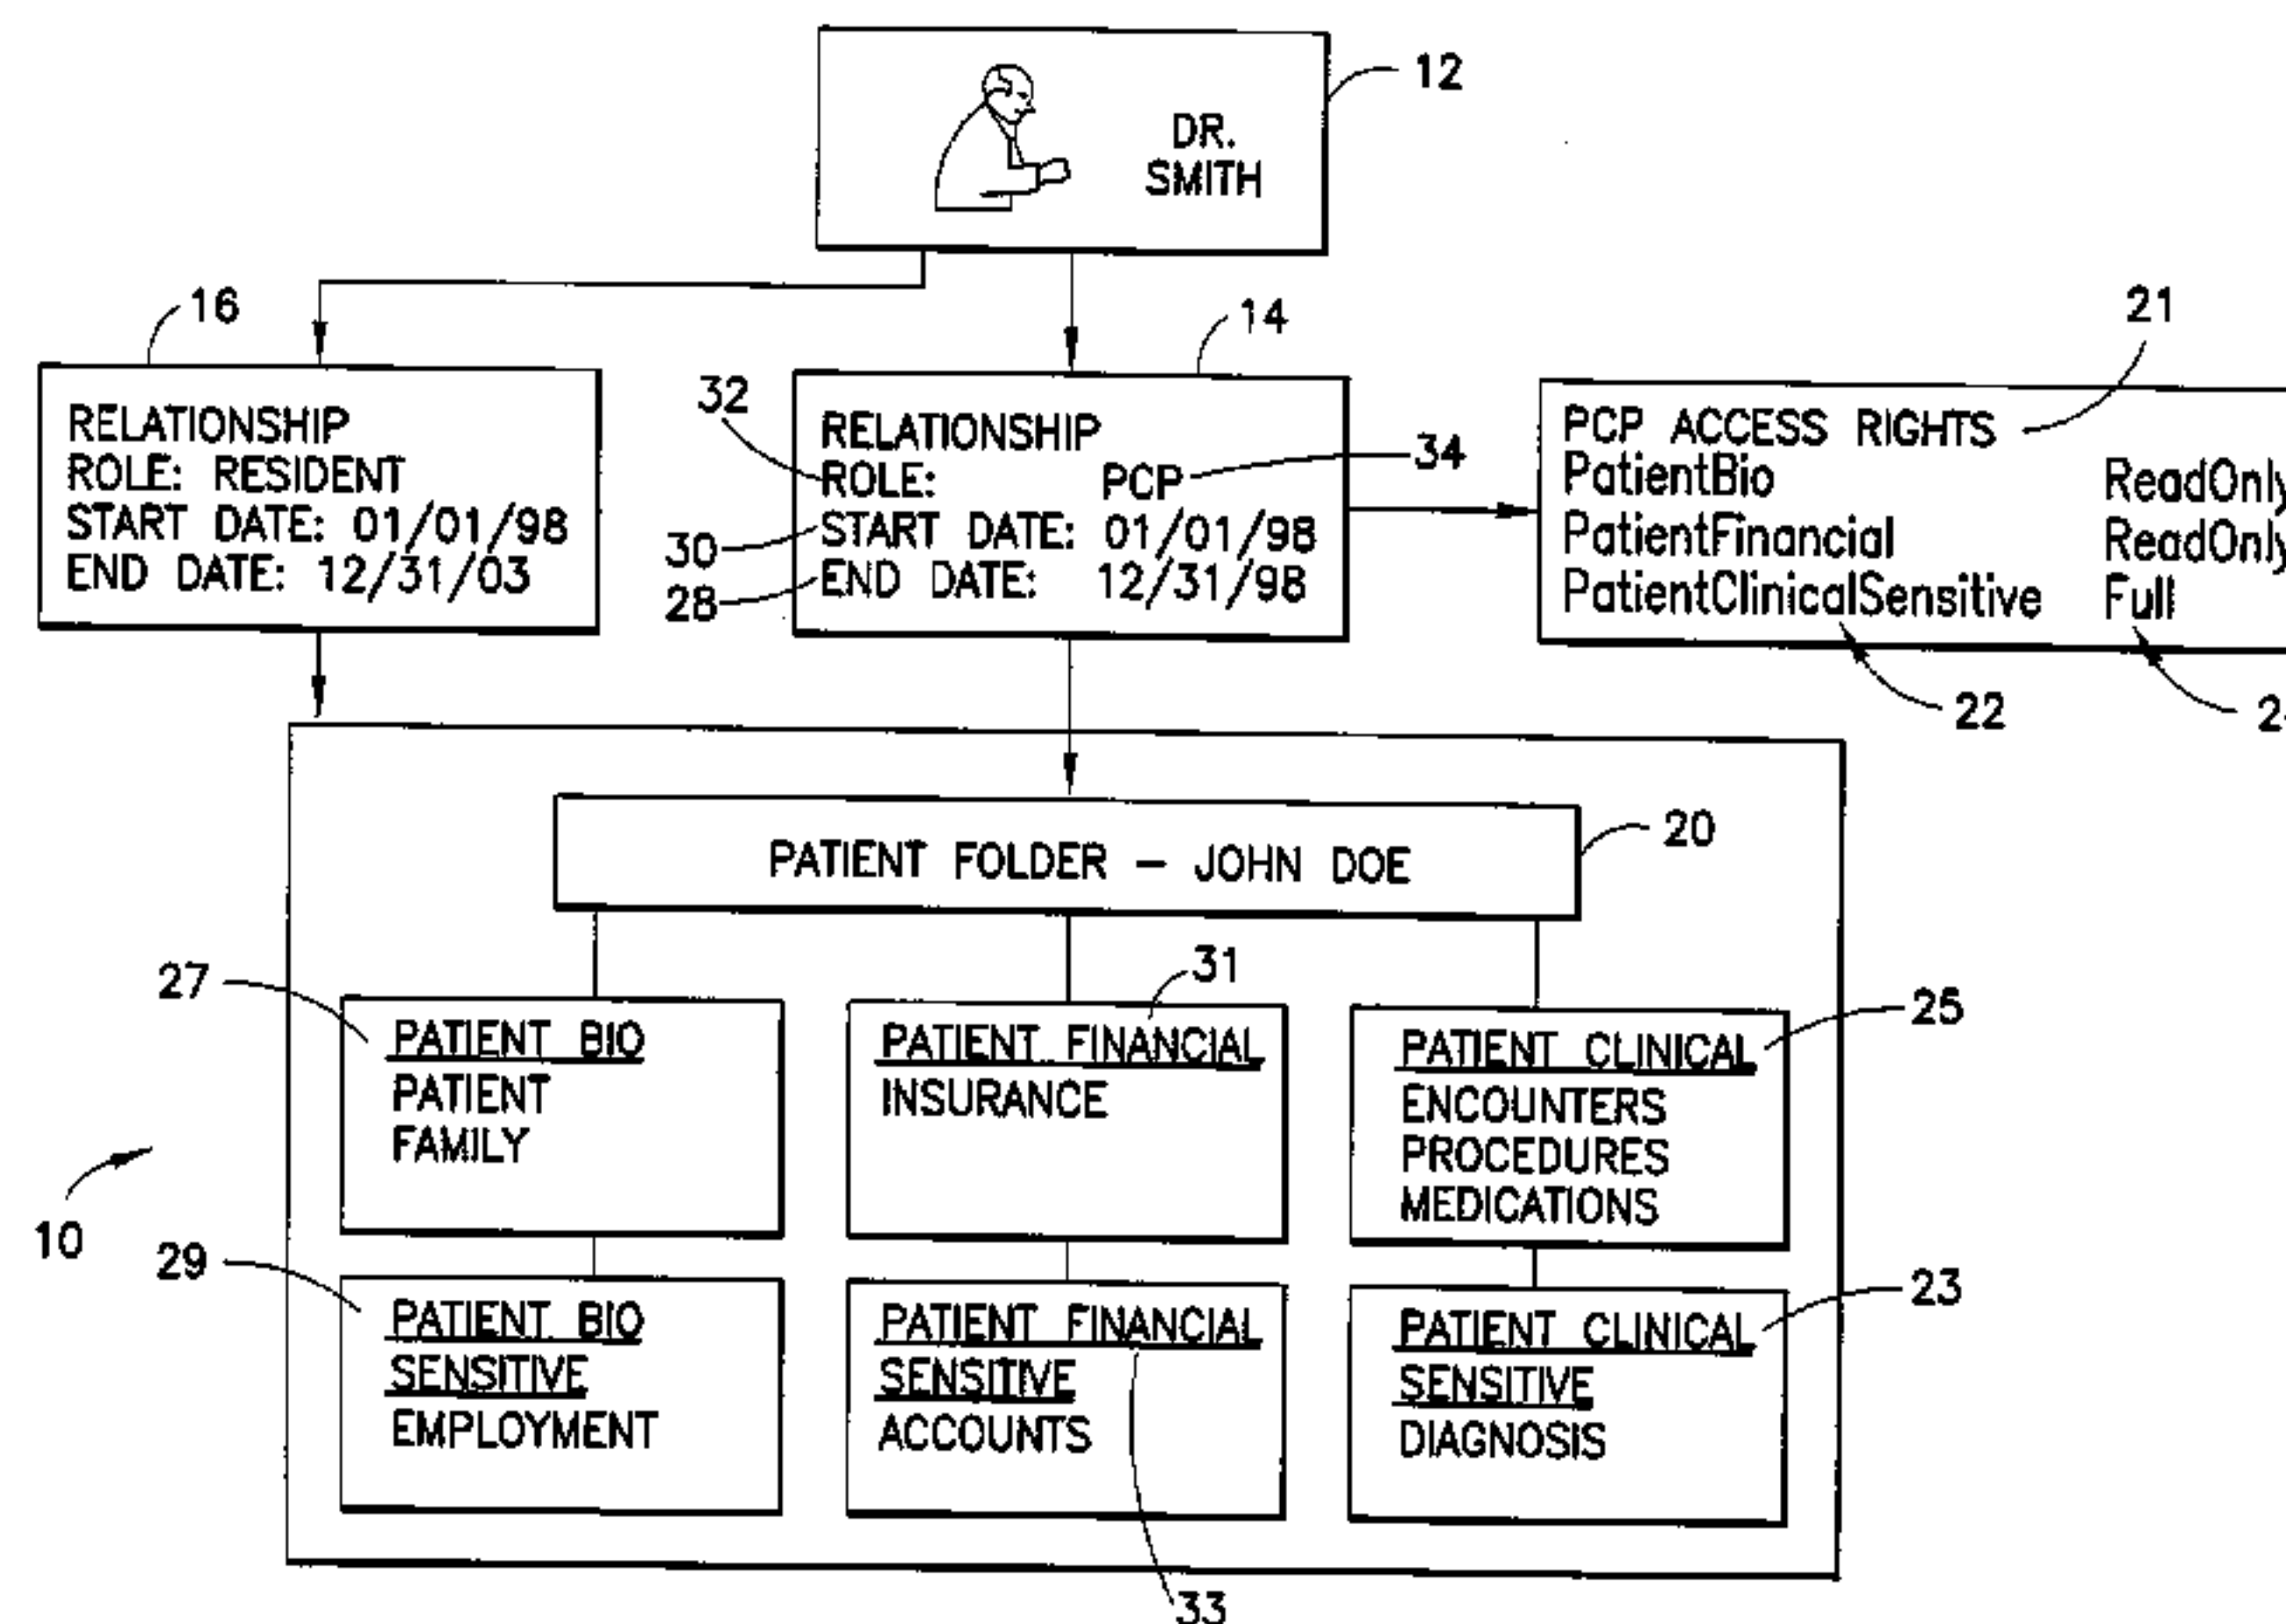 12
DR.
SMITH
16
14
21
RELATIONSHIP
ROLE: RESIDENT
START DATE: 01/01/98
END DATE: 12/31/03
32
30
28
RELATIONSHIP
ROLE: PCP
START DATE: 01/01/98
END DATE: 12/31/98
34
PCP ACCESS RIGHTS
PatientBio ReadOnly
PatientFinancial ReadOnly
PatientClinicalSensitive Full
22
PATIENT FOLDER – JOHN DOE
20
27
31
25
PATIENT BIO
PATIENT
FAMILY
PATIENT FINANCIAL
INSURANCE
PATIENT CLINICAL
ENCOUNTERS
PROCEDURES
MEDICATIONS
10
29
23
PATIENT BIO
SENSITIVE
EMPLOYMENT
PATIENT FINANCIAL
SENSITIVE
ACCOUNTS
PATIENT CLINICAL
SENSITIVE
DIAGNOSIS
33